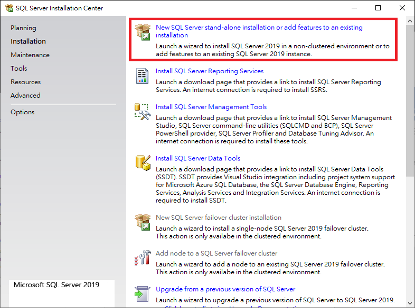 SQL Server Installation Center
Planning
Installation
Maintenance
Tools
Resources
Advanced
Options
Microsoft SQL Server 2019
New SQL Server stand-alone installation or add features to an existing
installation
Launch a wizard to install SQL Server 2019 in a non-clustered environment or to
add features to an existing SQL Server 2019 instance.
Install SQL Server Reporting Services
Launch a download page that provides a link to install SQL Server Reporting
Services. An internet connection is required to install SSRS.
Install SQL Server Management Tools
Launch a download page that provides a link to install SQL Server Management
Studio, SQL Server command-line utilities (SQLCMD and BCP), SQL Server
PowerShell provider, SQL Server Profiler and Database Tuning Advisor. An
internet connection is required to install these tools.
Install SQL Server Data Tools
Launch a download page that provides a link to install SQL Server Data Tools
(SSDT). SSDT provides Visual Studio integration including project system support
for Microsoft Azure SQL Database, the SQL Server Database Engine, Reporting
Services, Analysis Services and Integration Services. An internet connection is
required to install SSDT.
New SQL Server failover cluster installation
Launch a wizard to install a single-node SQL Server 2019 failover cluster.
This action is only availabe in the clustered environment.
Add node to a SQL Server failover cluster
Launch a wizard to add a node to an existing SQL Server 2019 failover cluster.
This action is only availabe in the clustered environment.
Upgrade from a previous version of SQL Server
Launch a wizard to upgrade a previous version of SQL Server to SQL Server 2019.